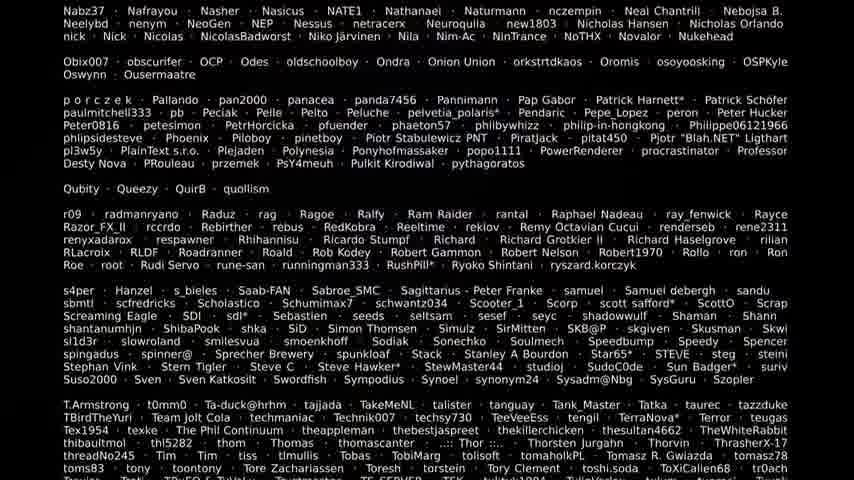 Nabz37 · Nafrayou · Nasher · Nasicus · NATE1 · Nathanaei · Naturmann · nczempin · Neal Chantrill · Nebojsa B.
Neelybd · nenym · NeoGen · NEP · Nessus · netracerx · Neuroquila · new1803 · Nicholas Hansen · Nicholas Orlando
nick · Nick · Nicolas · NicolasBadworst · Niko Järvinen · Nila · Nim-Ac · NinTrance · NoTHX · Novalor · Nukehead
Obix007 · obscurifer · OCP · Odes · oldschoolboy · Ondra · Onion Union · orkstrtdkaos · Oromis · osoyoosking · OSPKyle
Oswynn · Ousermaatre
p o r c z e k · Pallando · pan2000 · panacea · panda7456 · Pannimann · Pap Gabor · Patrick Harnett* · Patrick Schöfer
paulmitchell333 · pb · Peciak · Pelle · Pelto · Peluche · pelvetia_polaris* · Pendaric · Pepe_Lopez · peron · Peter Hucker
Peter0816 · petesimon · PetrHorcicka · pfuender · phaeton57 · philbywhizz · philip-in-hongkong · Philippe06121966
phlipsidesteve · Phoenix · Piloboy · pinetboy · Piotr Stabulewicz PNT · PiratJack · pitat450 · Pjotr "Blah.NET" Ligthart
pl3w5y · PlainText s.r.o. · Plejaden · Polynesia · Ponyhofmassaker · popo1111 · PowerRenderer · procrastinator · Professor
Desty Nova · PRouleau · przemek · PsY4meuh · Pulkit Kirodiwal · pythagoratos
Qubity · Queezy · QuirB · quollism
r09 · radmanryano · Raduz · rag · Ragoe · Ralfy · Ram Raider · rantal · Raphael Nadeau · ray_fenwick · Rayce
Razor_FX_II · rccrdo · Rebirther · rebus · RedKobra · Reeltime · rekiov · Remy Octavian Cucui · renderseb · rene2311
renyxadarox · respawner · Rhihannisu · Ricardo Stumpf · Richard · Richard Grotkier II · Richard Haselgrove · rilian
RLacroix · RLDF · Roadranner · Roald · Rob Kodey · Robert Gammon · Robert Nelson · Robert1970 · Rollo · ron · Ron
Roe · root · Rudi Servo · rune-san · runningman333 · RushPill* · Ryoko Shintani · ryszard.korczyk
s4per · Hanzel · s_bieles · Saab-FAN · Sabroe_SMC · Sagittarus - Peter Franke · samuel · Samuel debergh · sandu
sbmtl · scfredricks · Scholastico · Schumimax7 · schwantz034 · Scooter_1 · Scorp · scott safford* · ScottO · Scrap
Screaming Eagle · SDI · sdl* · Sebastien · seeds · seltsam · sesef · seyc · shadowwulf · Shaman · Shann
shantanumhjn · ShibaPook · shka · SiD · Simon Thomsen · Simulz · SirMitten · SKB@P · skgiven · Skusman · Skwi
sl1d3r · slowroland · smilesvua · smoenkhoff · Sodiak · Sonechko · Soulmech · Speedbump · Speedy · Spencer
spingadus · spinner@ · Sprecher Brewery · spunkloaf · Stack · Stanley A Bourdon · Star65* · STE\/E · steg · steini
Stephan Vink · Stern Tigler · Steve C · Steve Hawker* · StewMaster44 · studioj · SudoC0de · Sun Badger* · suriv
Suso2000 · Sven · Sven Katkosilt · Swordfish · Sympodius · Synoel · synonym24 · Sysadm@Nbg · SysGuru · Szopler
T.Armstrong · t0mm0 · Ta-duck@hrhm · tajjada · TakeMeNL · talister · tanguay · Tank_Master · Tatka · taurec · tazzduke
TBirdTheYuri · Team Jolt Cola · techmaniac · Technik007 · techsy730 · TeeVeeEss · tengil · TerraNova* · Terror · teugas
Tex1954 · texke · The Phil Continuum · theappleman · thebestjaspreet · thekillerchicken · thesultan4662 · TheWhiteRabbit
thibaultmol · thl5282 · thom · Thomas · thomascanter · ..:: Thor ::.. · Thorsten Jurgahn · Thorvin · ThrasherX-17
threadNo245 · Tim · Tim · tiss · tlmullis · Tobas · TobiMarg · tolisoft · tomaholkPL · Tomasz R. Gwiazda · tomasz78
toms83 · tony · toontony · Tore Zachariassen · Toresh · torstein · Tory Clement · toshi.soda · ToXiCalien68 · tr0ach